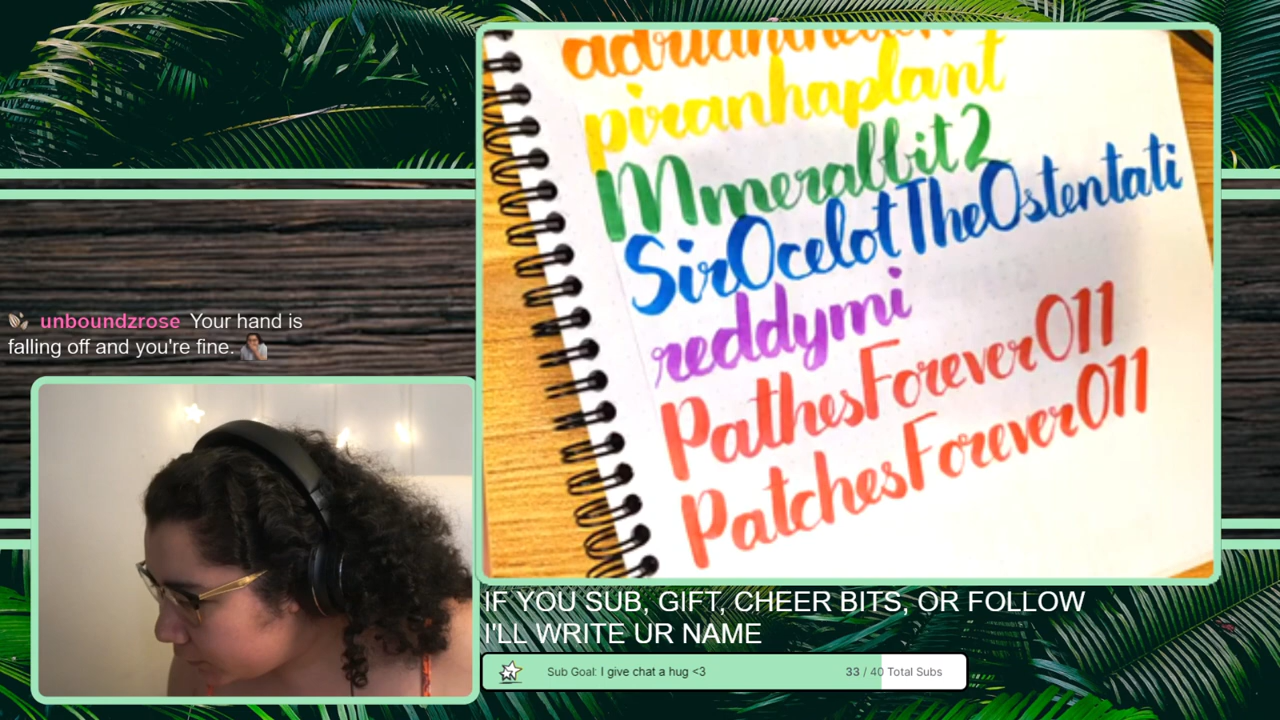 piranhaplant
Mmerabbit2
SirOcelotTheOstentati
reddymi
PathesForever011
PatchesForever011
unboundzrose Your hand is
falling off and you're fine.
IF YOU SUB, GIFT, CHEER BITS, OR FOLLOW
I'LL WRITE UR NAME
Sub Goal: I give chat a hug <3 33 / 40 Total Subs